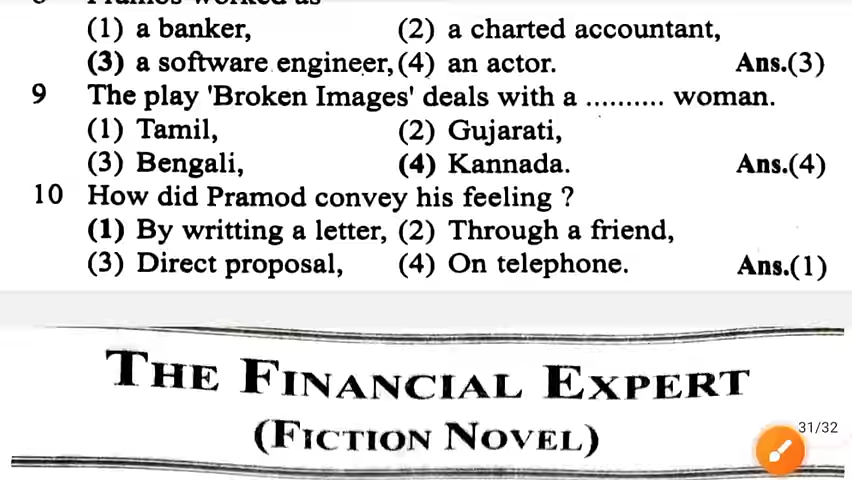 (1) a banker, (2) a charted accountant,
(3) a software engineer, (4) an actor. Ans.(3)
9 The play 'Broken Images' deals with a .......... woman.
(1) Tamil, (2) Gujarati,
(3) Bengali, (4) Kannada. Ans.(4)
10 How did Pramod convey his feeling ?
(1) By writting a letter, (2) Through a friend,
(3) Direct proposal, (4) On telephone. Ans.(1)
THE FINANCIAL EXPERT
(FICTION NOVEL)
31/32